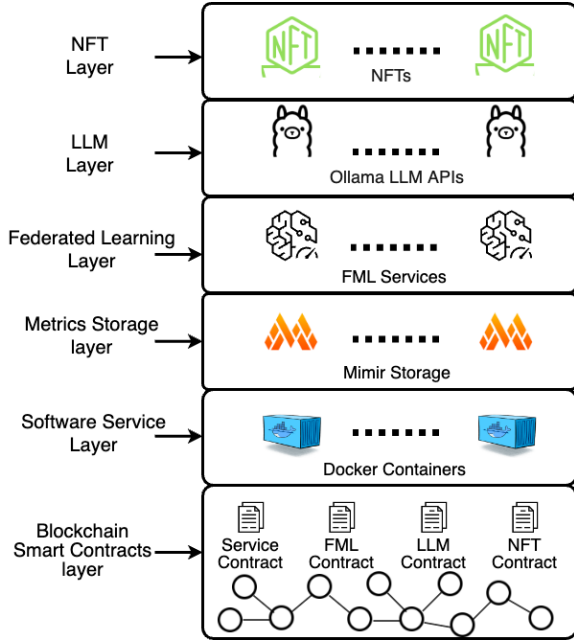 NFT
Layer
NFT
NFT
NFTs
LLM
Layer
Ollama LLM APIs
Federated Learning
Layer
FML Services
Metrics Storage
layer
Mimir Storage
Software Service
Layer
Docker Containers
Blockchain
Smart Contracts
layer
Service
Contract
FML
Contract
LLM
Contract
NFT
Contract